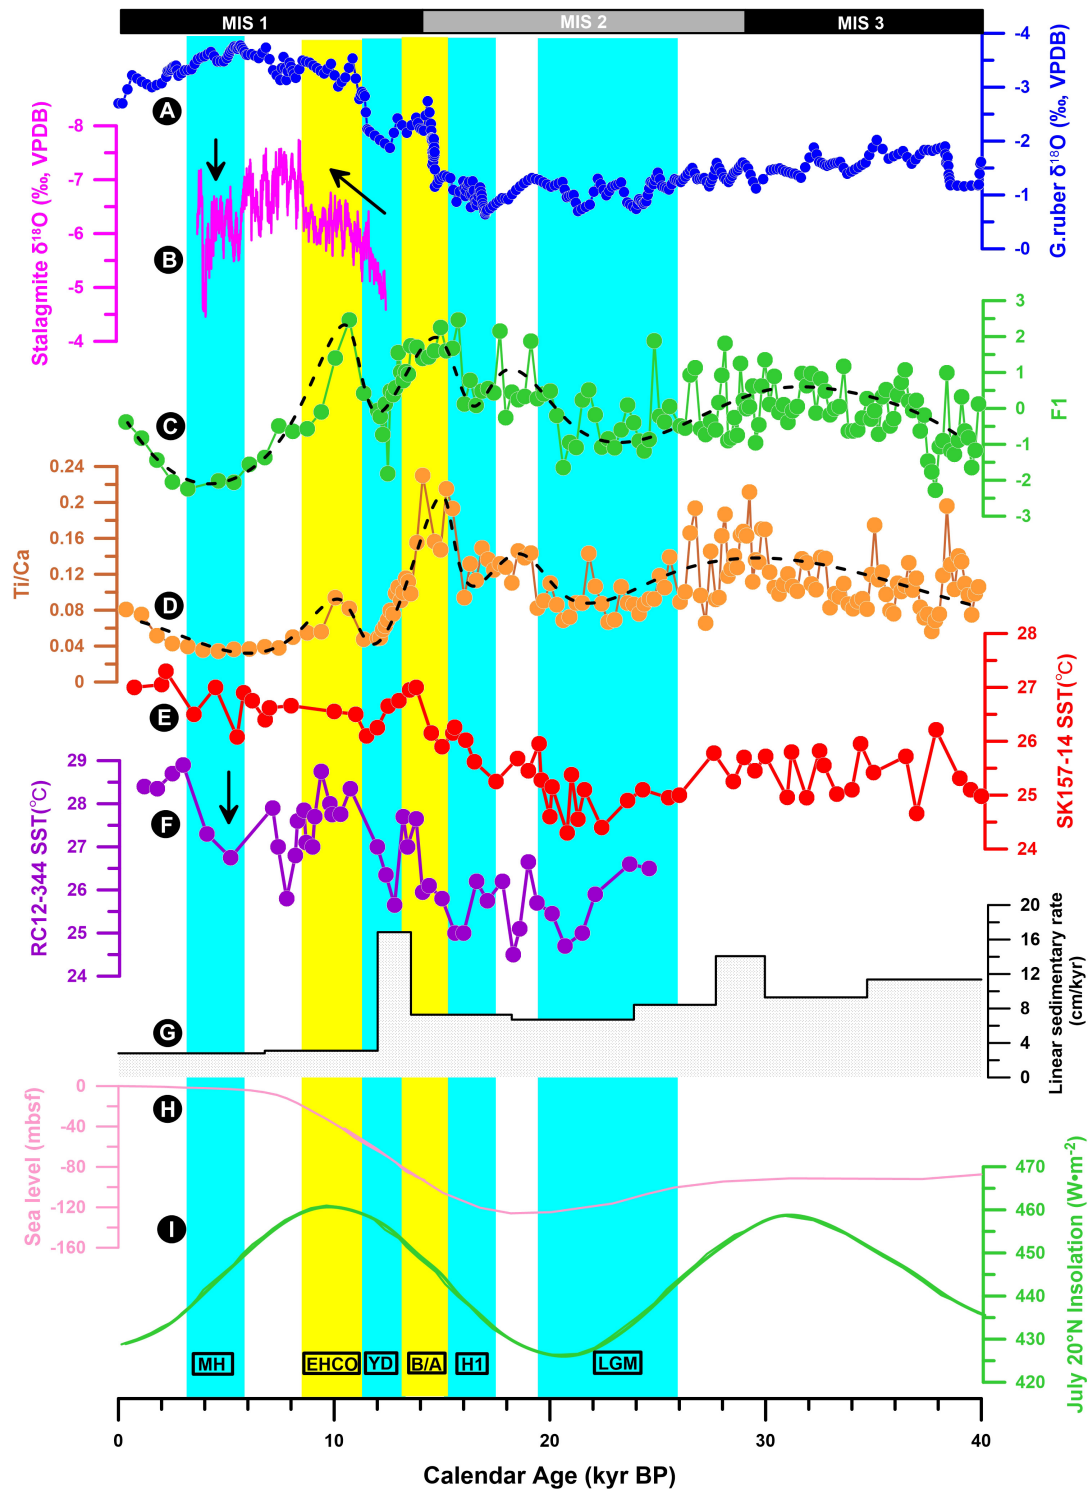 MIS 1
MIS 2
MIS 3
A
Stalagmite δ¹⁸O (‰, VPDB)
-8
-7
-6
-5
-4
B
G.ruber δ¹⁸O (‰, VPDB)
-4
-3
-2
-1
-0
C
F1
3
2
1
0
-1
-2
-3
Ti/Ca
0.24
0.2
0.16
0.12
0.08
0.04
0
D
E
SK157-14 SST(℃)
28
27
26
25
24
RC12-344 SST(℃)
29
28
27
26
25
24
F
G
Linear sedimentary rate
(cm/kyr)
20
16
12
8
4
0
Sea level (mbsf)
0
-40
-80
-120
-160
H
I
July 20°N Insolation (W•m⁻²)
470
460
450
440
430
420
MH
EHCO
YD
B/A
H1
LGM
0
10
20
30
40
Calendar Age (kyr BP)